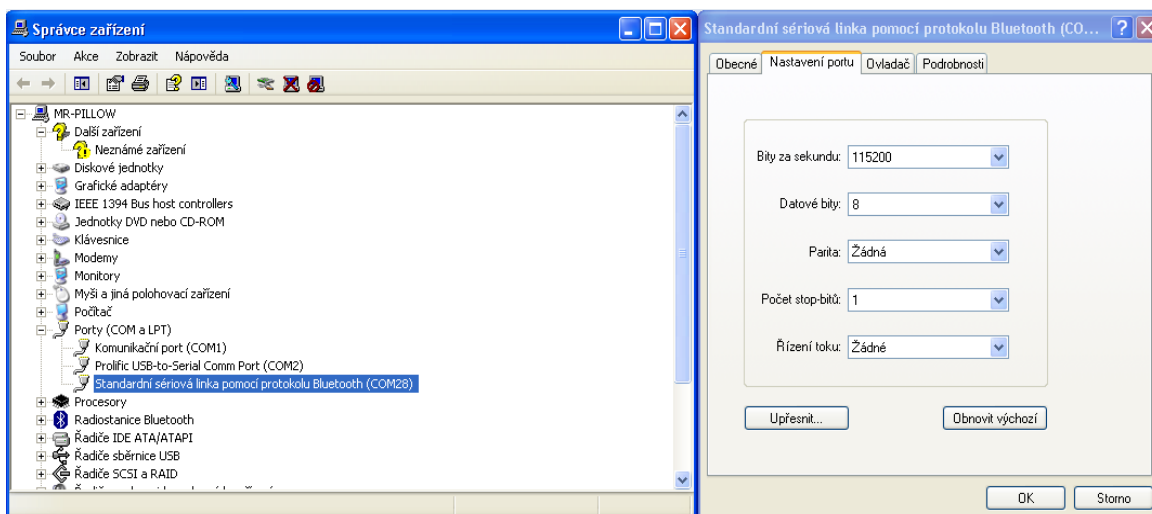 Správce zařízení
Soubor Akce Zobrazit Nápověda
MR-PILLOW
Další zařízení
Neznámé zařízení
Diskové jednotky
Grafické adaptéry
IEEE 1394 Bus host controllers
Jednotky DVD nebo CD-ROM
Klávesnice
Modemy
Monitory
Myši a jiná polohovací zařízení
Počítač
Porty (COM a LPT)
Komunikační port (COM1)
Prolific USB-to-Serial Comm Port (COM2)
Standardní sériová linka pomocí protokolu Bluetooth (COM28)
Procesory
Radiostanice Bluetooth
Řadiče IDE ATA/ATAPI
Řadiče sběrnice USB
Řadiče SCSI a RAID
Standardní sériová linka pomocí protokolu Bluetooth (CO...
Obecné Nastavení portu Ovladač Podrobnosti
Bity za sekundu: 115200
Datové bity: 8
Parita: Žádná
Počet stop-bitů: 1
Řízení toku: Žádné
Upřesnit... Obnovit výchozí
OK Storno